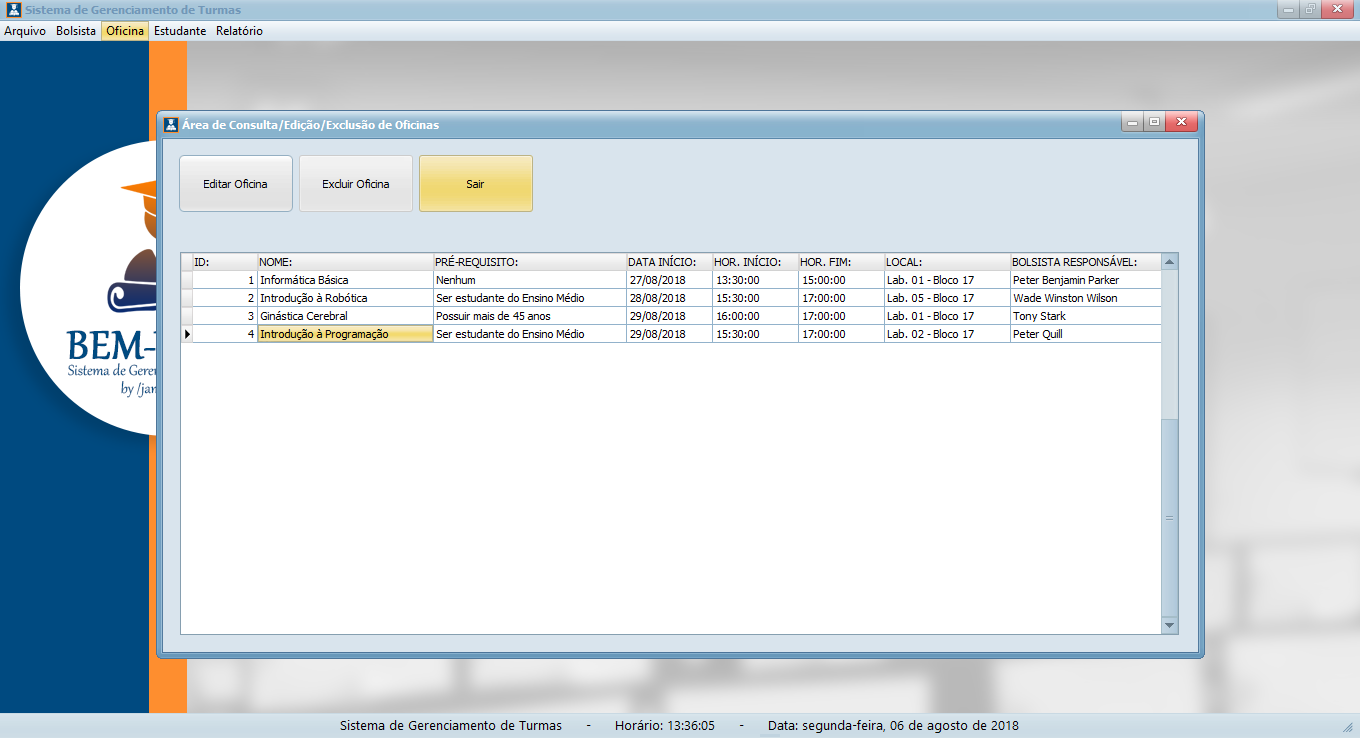 Sistema de Gerenciamento de Turmas
Arquivo Bolsista Oficina Estudante Relatório
Área de Consulta/Edição/Exclusão de Oficinas
Editar Oficina Excluir Oficina Sair
ID: NOME: PRÉ-REQUISITO: DATA INÍCIO: HOR. INÍCIO: HOR. FIM: LOCAL: BOLSISTA RESPONSÁVEL:
1 Informática Básica Nenhum 27/08/2018 13:30:00 15:00:00 Lab. 01 - Bloco 17 Peter Benjamin Parker
2 Introdução à Robótica Ser estudante do Ensino Médio 28/08/2018 15:30:00 17:00:00 Lab. 05 - Bloco 17 Wade Winston Wilson
3 Ginástica Cerebral Possuir mais de 45 anos 29/08/2018 16:00:00 17:00:00 Lab. 01 - Bloco 17 Tony Stark
4 Introdução à Programação Ser estudante do Ensino Médio 29/08/2018 15:30:00 17:00:00 Lab. 02 - Bloco 17 Peter Quill
BEM-
Sistema de Geren
by /jan
Sistema de Gerenciamento de Turmas - Horário: 13:36:05 - Data: segunda-feira, 06 de agosto de 2018